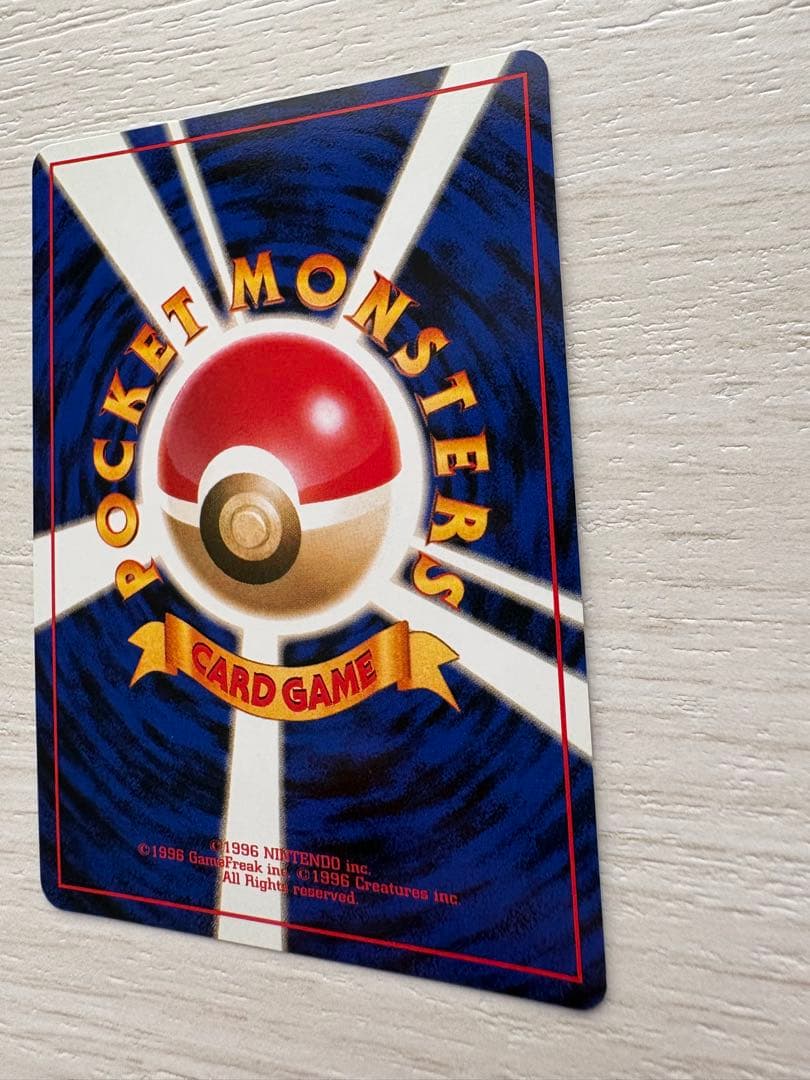 POCKET MONSTERS
CARD GAME
©1996 NINTENDO inc.
©1996 GameFreak inc. ©1996 Creatures inc.
All Rights reserved.